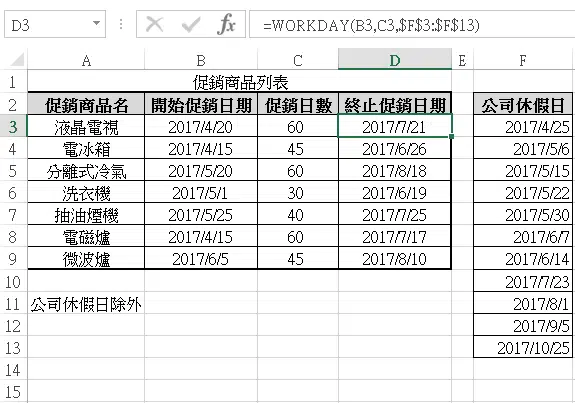 D3 =WORKDAY(B3,C3,$F$3:$F$13)
A B C D E F
1 促銷商品列表
2 促銷商品名 開始促銷日期 促銷日數 終止促銷日期 公司休假日
3 液晶電視 2017/4/20 60 2017/7/21 2017/4/25
4 電冰箱 2017/4/15 45 2017/6/26 2017/5/6
5 分離式冷氣 2017/5/20 60 2017/8/18 2017/5/15
6 洗衣機 2017/5/1 30 2017/6/19 2017/5/22
7 抽油煙機 2017/5/25 40 2017/7/25 2017/5/30
8 電磁爐 2017/4/15 60 2017/7/17 2017/6/7
9 微波爐 2017/6/5 45 2017/8/10 2017/6/14
10 2017/7/23
11 公司休假日除外 2017/8/1
12 2017/9/5
13 2017/10/25
14
15